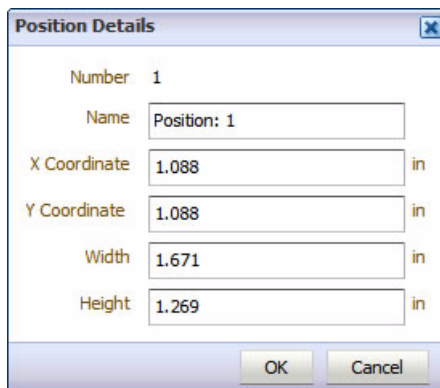 Position Details
Number 1
Name Position: 1
X Coordinate 1.088 in
Y Coordinate 1.088 in
Width 1.671 in
Height 1.269 in
OK Cancel